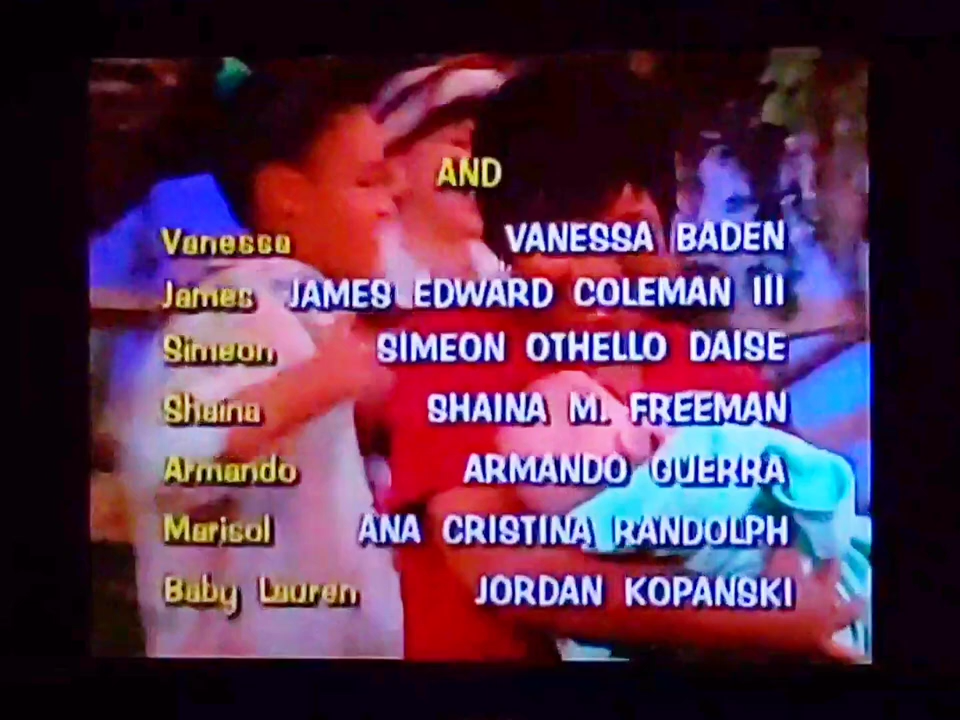 AND
Vanessa VANESSA BADEN
James JAMES EDWARD COLEMAN III
Simeon SIMEON OTHELLO DAISE
Shaina SHAINA M. FREEMAN
Armando ARMANDO GUERRA
Marisol ANA CRISTINA RANDOLPH
Baby Lauren JORDAN KOPANSKI